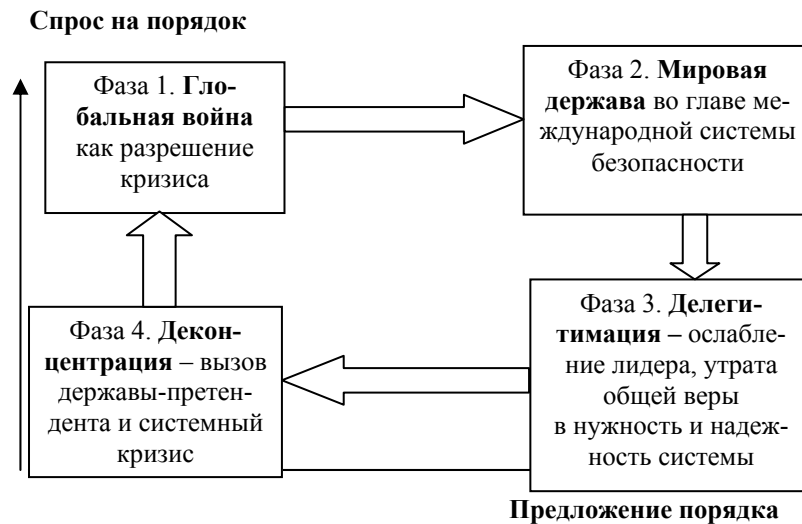 Спрос на порядок
Фаза 1. Гло-
бальная война
как разрешение
кризиса
Фаза 2. Мировая
держава во главе ме-
ждународной системы
безопасности
Фаза 3. Делеги-
тимация – ослабле-
ние лидера, утрата
общей веры
в нужность и надеж-
ность системы
Фаза 4. Декон-
центрация – вызов
державы-претен-
дента и системный
кризис
Предложение порядка